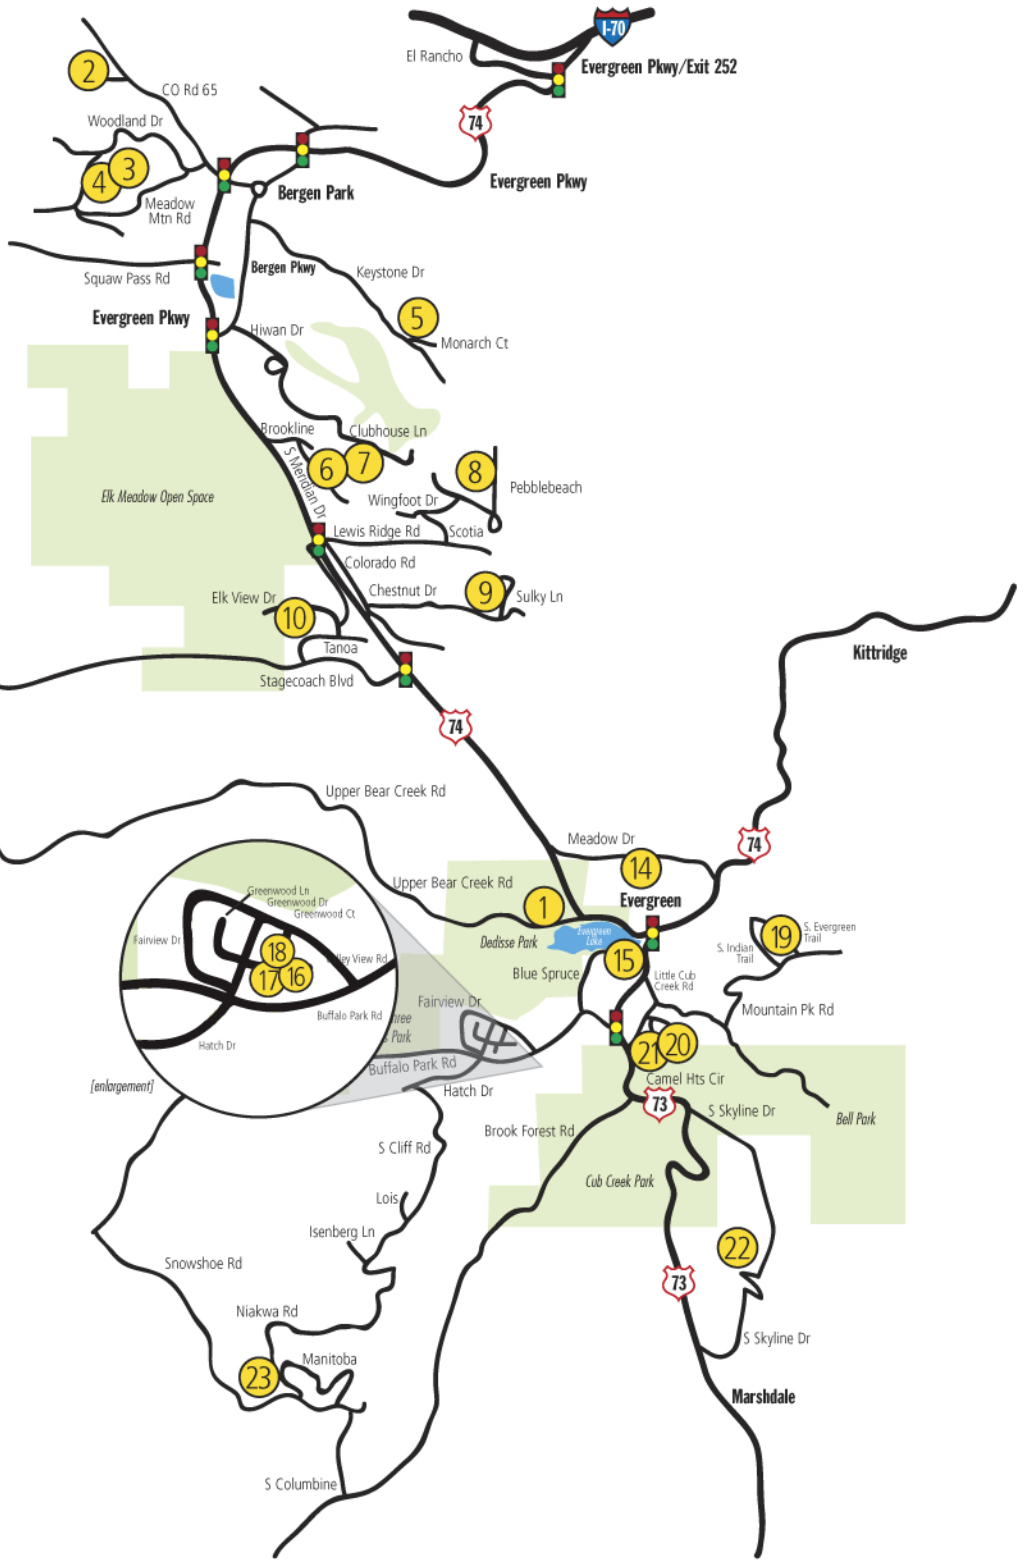 I-70
El Rancho
Evergreen Pkwy/Exit 252
2
CO Rd 65
74
Woodland Dr
3
4
Evergreen Pkwy
Bergen Park
Meadow
Mtn Rd
Squaw Pass Rd
Bergen Pkwy
Keystone Dr
Evergreen Pkwy
5
Hiwan Dr
Monarch Ct
Brookline
Clubhouse Ln
S Meridian Dr
6
7
8
Pebblebeach
Elk Meadow Open Space
Wingfoot Dr
Lewis Ridge Rd
Scotia
Colorado Rd
Chestnut Dr
9
Sulky Ln
Elk View Dr
10
Tanoa
Stagecoach Blvd
Kittridge
74
Upper Bear Creek Rd
Meadow Dr
74
14
Upper Bear Creek Rd
Evergreen
1
Greenwood Ln
Greenwood Dr
Greenwood Ct
Fairview Dr
18
17
16
ley View Rd
Buffalo Park Rd
Hatch Dr
[enlargement]
Dedisse Park
Evergreen
Lake
15
19
S. Evergreen
Trail
S. Indian
Trail
Blue Spruce
Little Cub
Creek Rd
Fairview Dr
Mountain Pk Rd
hree
s Park
21
20
Buffalo Park Rd
Hatch Dr
Camel Hts Cir
73
S Skyline Dr
Bell Park
Brook Forest Rd
S Cliff Rd
Cub Creek Park
Lois
Isenberg Ln
22
Snowshoe Rd
73
Niakwa Rd
S Skyline Dr
Manitoba
23
Marshdale
S Columbine